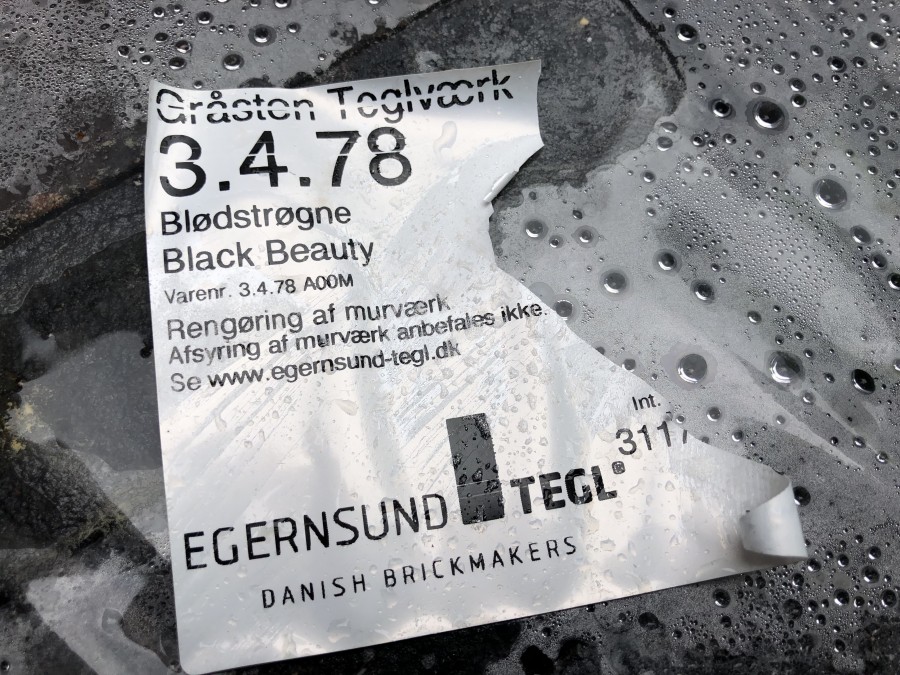 Gråsten Teglværk
3.4.78
Blødstrøgne
Black Beauty
Varenr. 3.4.78 A00M
Rengøring af murværk
Afsyring af murværk anbefales ikke.
Se www.egernsund-tegl.dk
Int.
311
EGERNSUND TEGL®
DANISH BRICKMAKERS